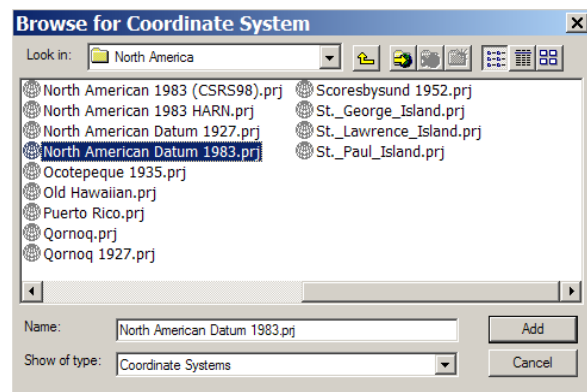 Browse for Coordinate System
Look in: North America
North American 1983 (CSRS98).prj
North American 1983 HARN.prj
North American Datum 1927.prj
North American Datum 1983.prj
Ocotepeque 1935.prj
Old Hawaiian.prj
Puerto Rico.prj
Qornoq.prj
Qornoq 1927.prj
Scoresbysund 1952.prj
St._George_Island.prj
St._Lawrence_Island.prj
St._Paul_Island.prj
Name: North American Datum 1983.prj Add
Show of type: Coordinate Systems Cancel